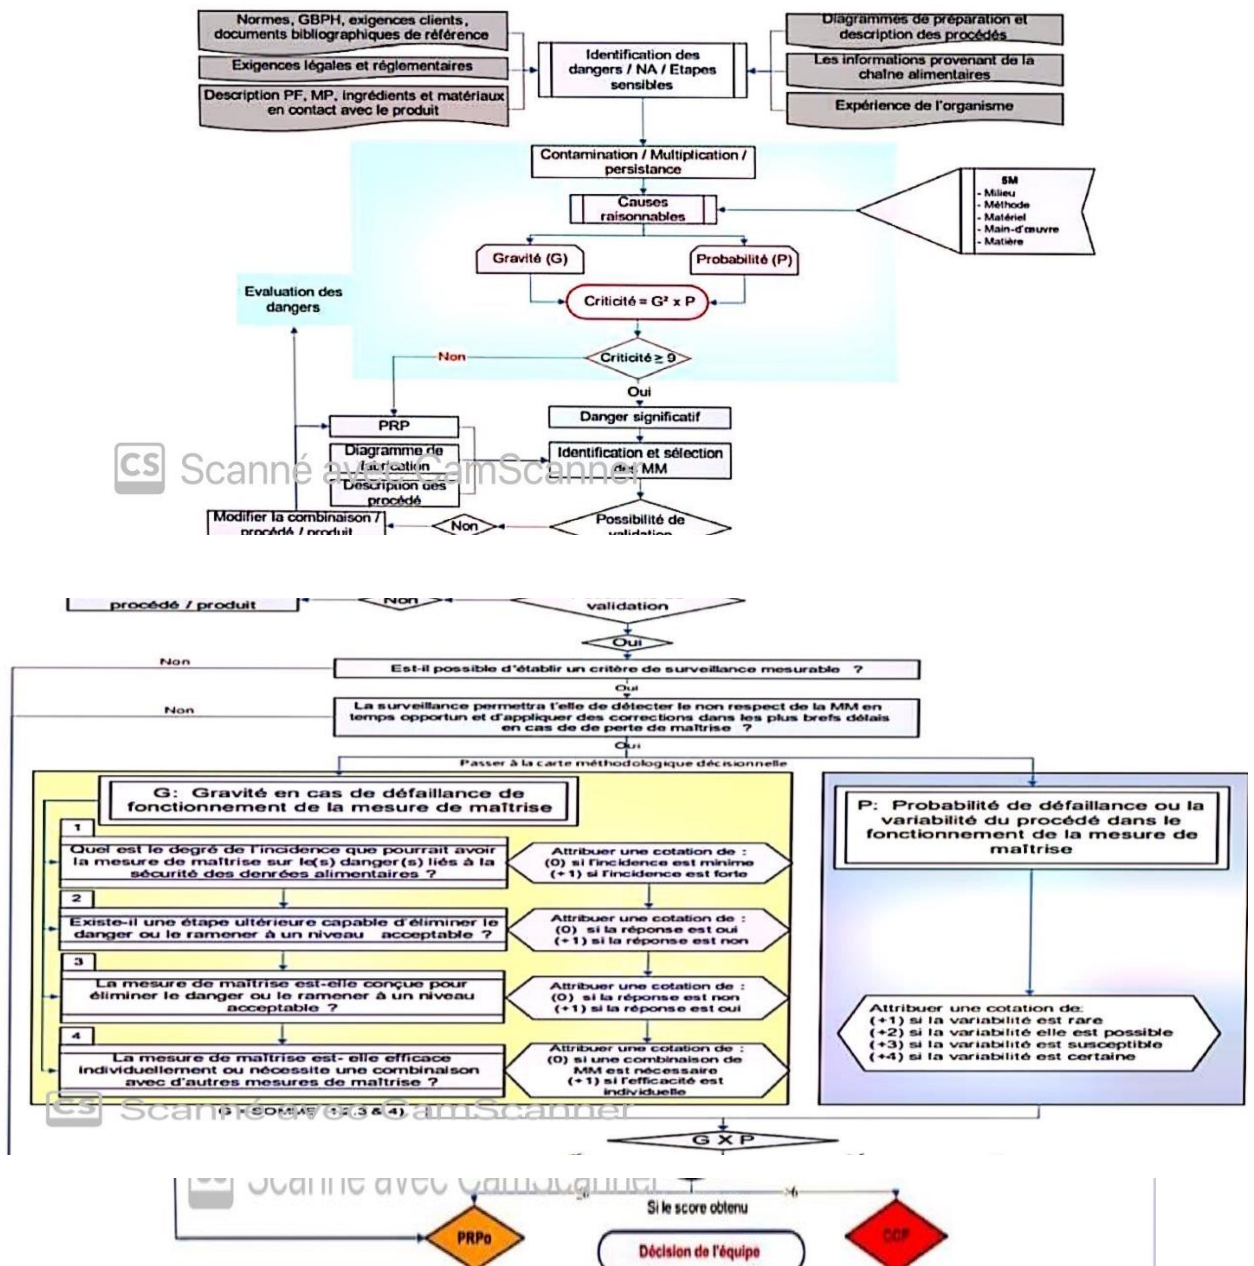 Normes, GBPH, exigences clients,
documents bibliographiques de référence
Exigences légales et réglementaires
Description PF, MP, ingrédients et matériaux
en contact avec le produit
Identification des
dangers / NA / Etapes
sensibles
Diagrammes de préparation et
description des procédés
Les informations provenant de la
chaîne alimentaires
Expérience de l'organisme
Contamination / Multiplication /
persistance
Causes
raisonnables
5M
- Milieu
- Méthode
- Matériel
- Main-d'œuvre
- Matière
Gravité (G)
Probabilité (P)
Criticité = G² x P
Evaluation des
dangers
Criticité ≥ 9
Non
Oui
Danger significatif
PRP
Diagramme de
fabrication
Description des
procédé
Identification et sélection
des MM
CS Scanné avec CamScanner
Modifier la combinaison /
procédé / produit
Non
Possibilité de
validation
procédé / produit
Non
validation
Oui
Non
Est-il possible d'établir un critère de surveillance mesurable ?
Oui
Non
La surveillance permettra t'elle de détecter le non respect de la MM en
temps opportun et d'appliquer des corrections dans les plus brefs délais
en cas de de perte de maîtrise ?
Oui
Passer à la carte méthodologique décisionnelle
G: Gravité en cas de défaillance de
fonctionnement de la mesure de maîtrise
1
Quel est le degré de l'incidence que pourrait avoir
la mesure de maîtrise sur le(s) danger(s) liés à la
sécurité des denrées alimentaires ?
Attribuer une cotation de :
(0) si l'incidence est minime
(+1) si l'incidence est forte
2
Existe-il une étape ultérieure capable d'éliminer le
danger ou le ramener à un niveau acceptable ?
Attribuer une cotation de :
(0) si la réponse est oui
(+1) si la réponse est non
3
La mesure de maîtrise est-elle conçue pour
éliminer le danger ou le ramener à un niveau
acceptable ?
Attribuer une cotation de :
(0) si la réponse est non
(+1) si la réponse est oui
4
La mesure de maîtrise est- elle efficace
individuellement ou nécessite une combinaison
avec d'autres mesures de maîtrise ?
Attribuer une cotation de :
(0) si une combinaison de
MM est nécessaire
(+1) si l'efficacité est
individuelle
P: Probabilité de défaillance ou la
variabilité du procédé dans le
fonctionnement de la mesure de
maîtrise
Attribuer une cotation de:
(+1) si la variabilité est rare
(+2) si la variabilité elle est possible
(+3) si la variabilité est susceptible
(+4) si la variabilité est certaine
CS Scanné avec CamScanner
G X P
Scanné avec CamScanner
Si le score obtenu
>6
PRPo
Décision de l'équipe
CCP